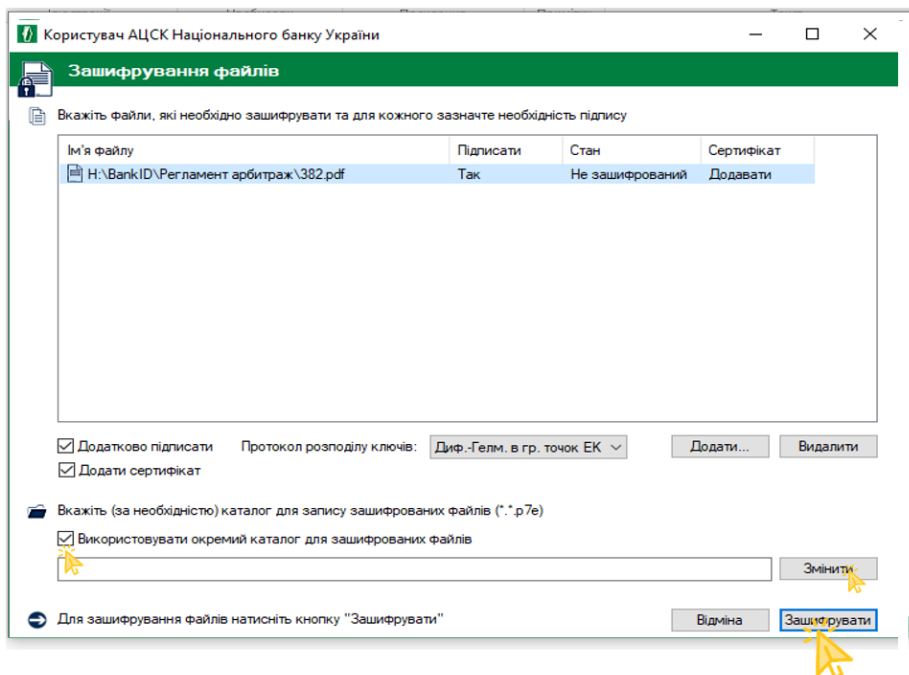 Користувач АЦСК Національного банку України
Зашифрування файлів
Вкажіть файли, які необхідно зашифрувати та для кожного зазначте необхідність підпису
Ім'я файлу Підписати Стан Сертифікат
H:\BankID\Регламент арбитраж\382.pdf Так Не зашифрований Додавати
Додатково підписати Протокол розподілу ключів: Диф.-Гелм. в гр. точок ЕК Додати... Видалити
Додати сертифікат
Вкажіть (за необхідністю) каталог для запису зашифрованих файлів (*.*.p7e)
Використовувати окремий каталог для зашифрованих файлів
Змінити
Для зашифрування файлів натисніть кнопку "Зашифрувати" Відміна Зашифрувати